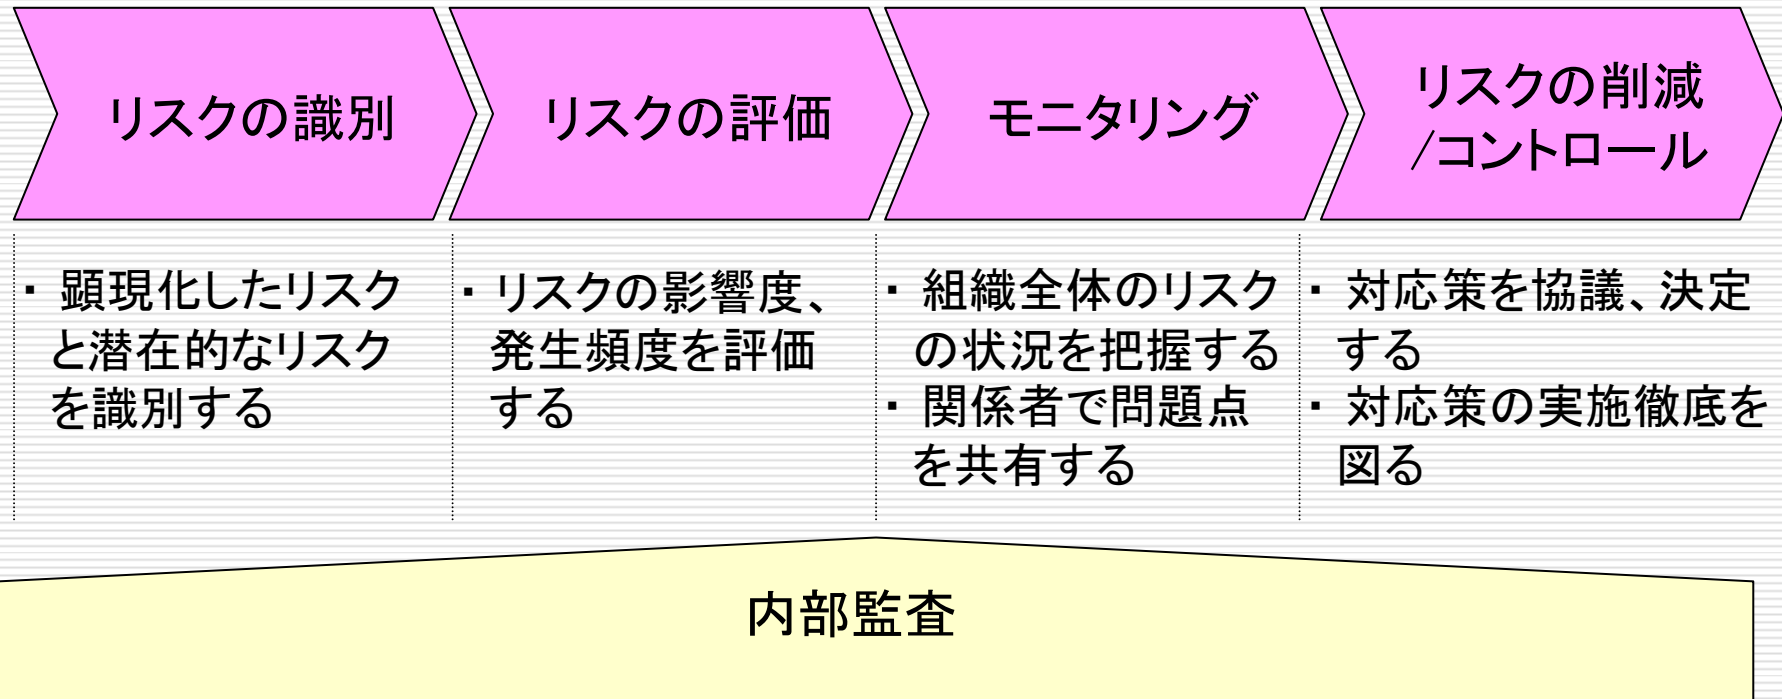 リスクの識別
リスクの評価
モニタリング
リスクの削減
/コントロール
・ 顕現化したリスク
と潜在的なリスク
を識別する
・ リスクの影響度、
発生頻度を評価
する
・ 組織全体のリスク
の状況を把握する
・ 関係者で問題点
を共有する
・ 対応策を協議、決定
する
・ 対応策の実施徹底を
図る
内部監査